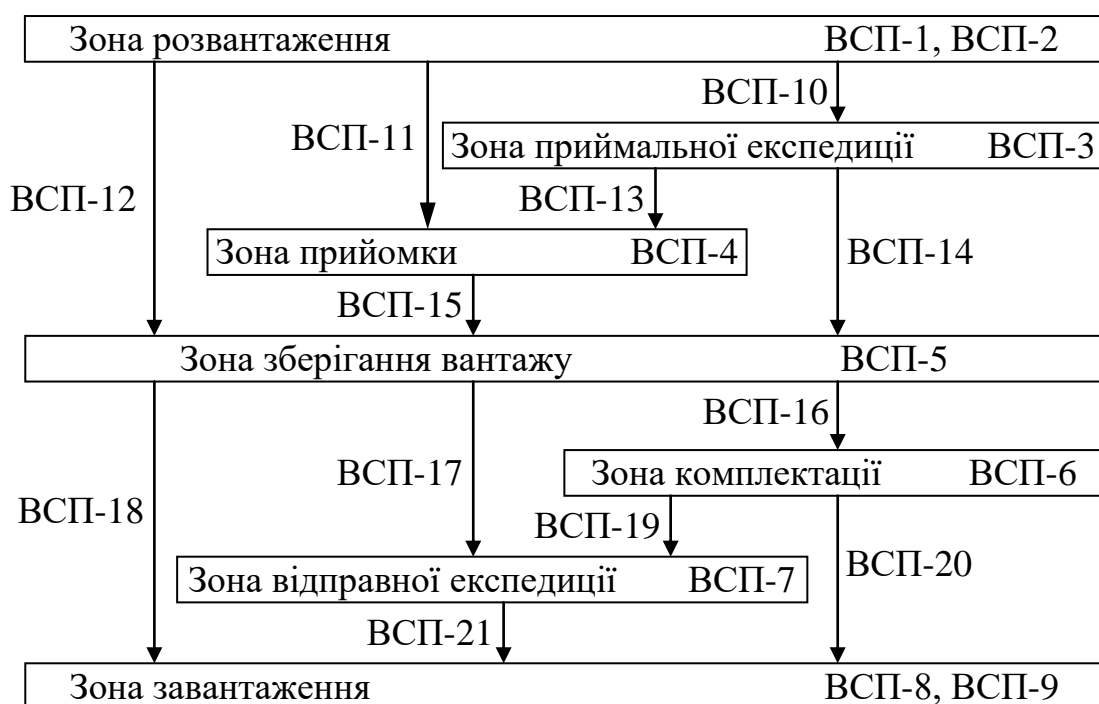 Зона розвантаження ВСП-1, ВСП-2
ВСП-10
ВСП-11
Зона приймальної експедиції ВСП-3
ВСП-12
ВСП-13
Зона прийомки ВСП-4
ВСП-14
ВСП-15
Зона зберігання вантажу ВСП-5
ВСП-16
ВСП-17
Зона комплектації ВСП-6
ВСП-18
ВСП-19
ВСП-20
Зона відправної експедиції ВСП-7
ВСП-21
Зона завантаження ВСП-8, ВСП-9